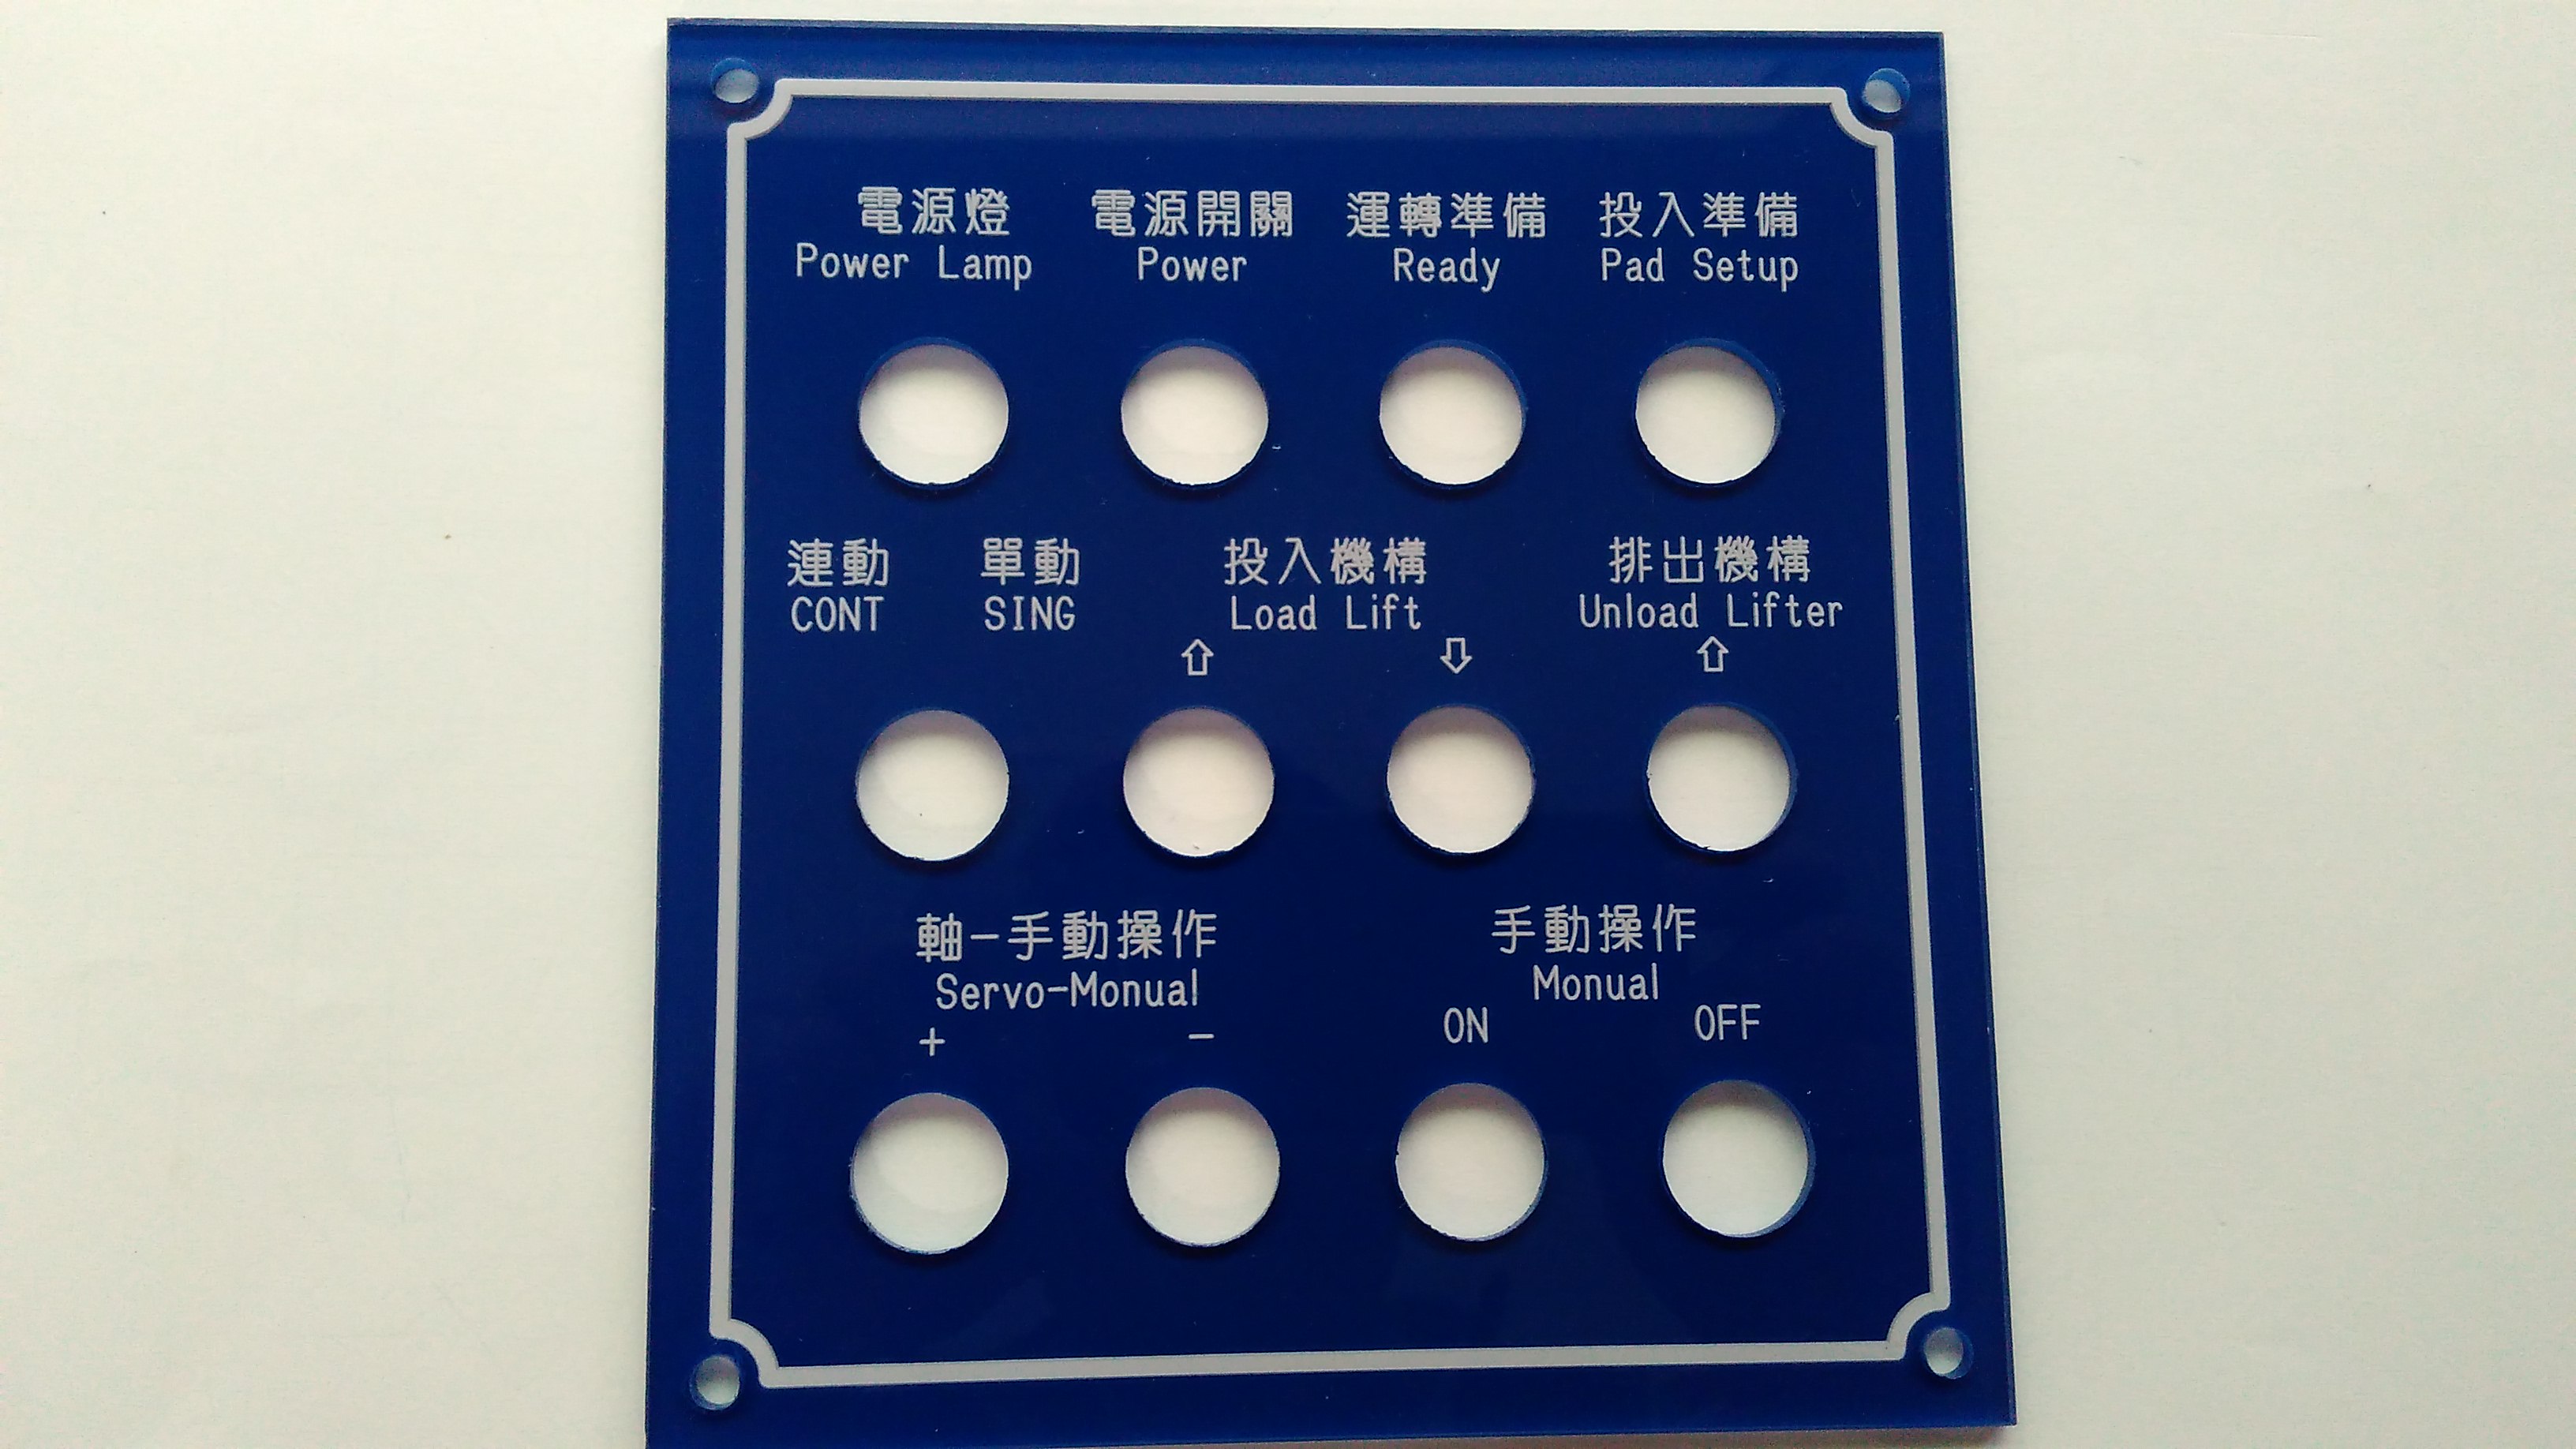 電源燈 電源開關 運轉準備 投入準備
Power Lamp Power Ready Pad Setup
連動 單動 投入機構 排出機構
CONT SING Load Lift Unload Lifter
⇧ ⇩ ⇧
軸-手動操作 手動操作
Servo-Monual Monual
+ - ON OFF